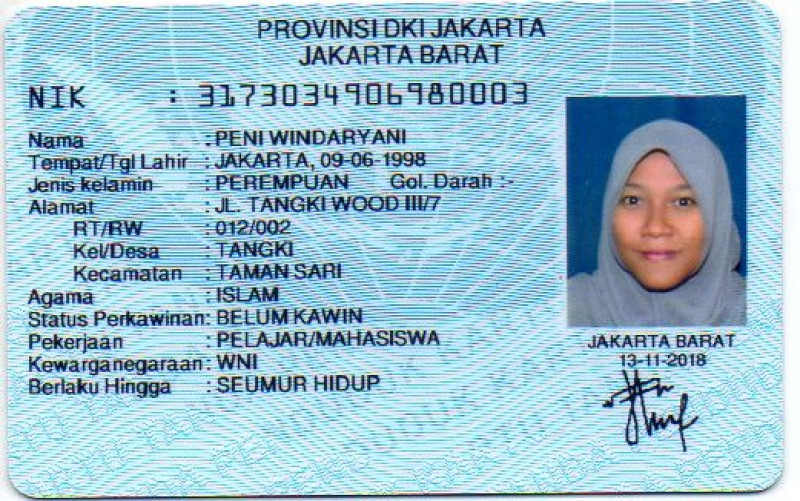 PROVINSI DKI JAKARTA
JAKARTA BARAT
NIK : 3173034906980003
Nama : PENI WINDARYANI
Tempat/Tgl Lahir : JAKARTA, 09-06-1998
Jenis kelamin : PEREMPUAN Gol. Darah :-
Alamat : JL. TANGKI WOOD III/7
RT/RW : 012/002
Kel/Desa : TANGKI
Kecamatan : TAMAN SARI
Agama : ISLAM
Status Perkawinan: BELUM KAWIN
Pekerjaan : PELAJAR/MAHASISWA
Kewarganegaraan: WNI
Berlaku Hingga : SEUMUR HIDUP
JAKARTA BARAT
13-11-2018